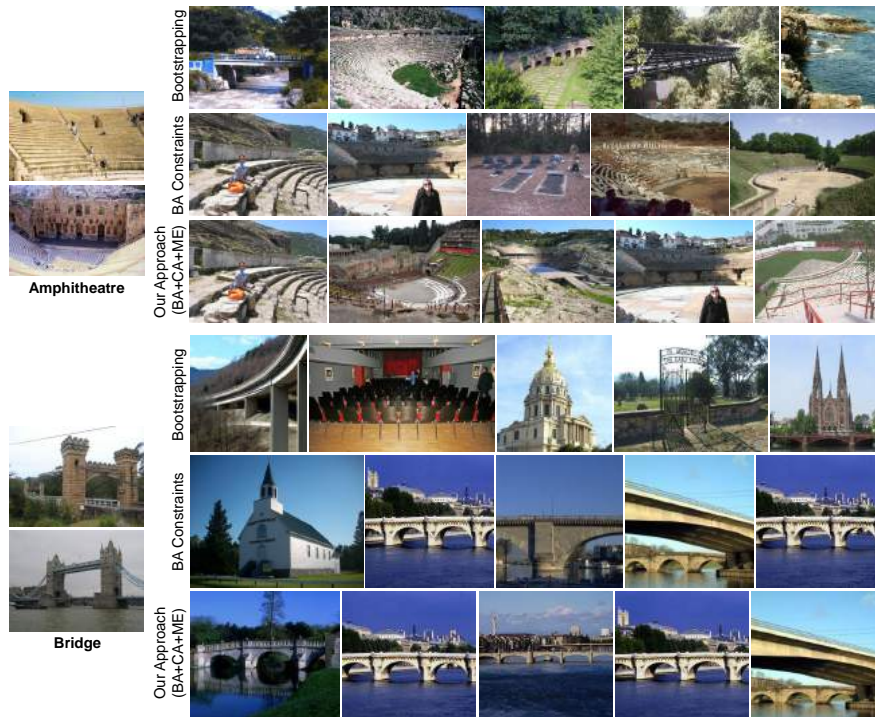 Bootstrapping
BA Constraints
Our Approach
(BA+CA+ME)
Amphitheatre
Bootstrapping
BA Constraints
Our Approach
(BA+CA+ME)
Bridge